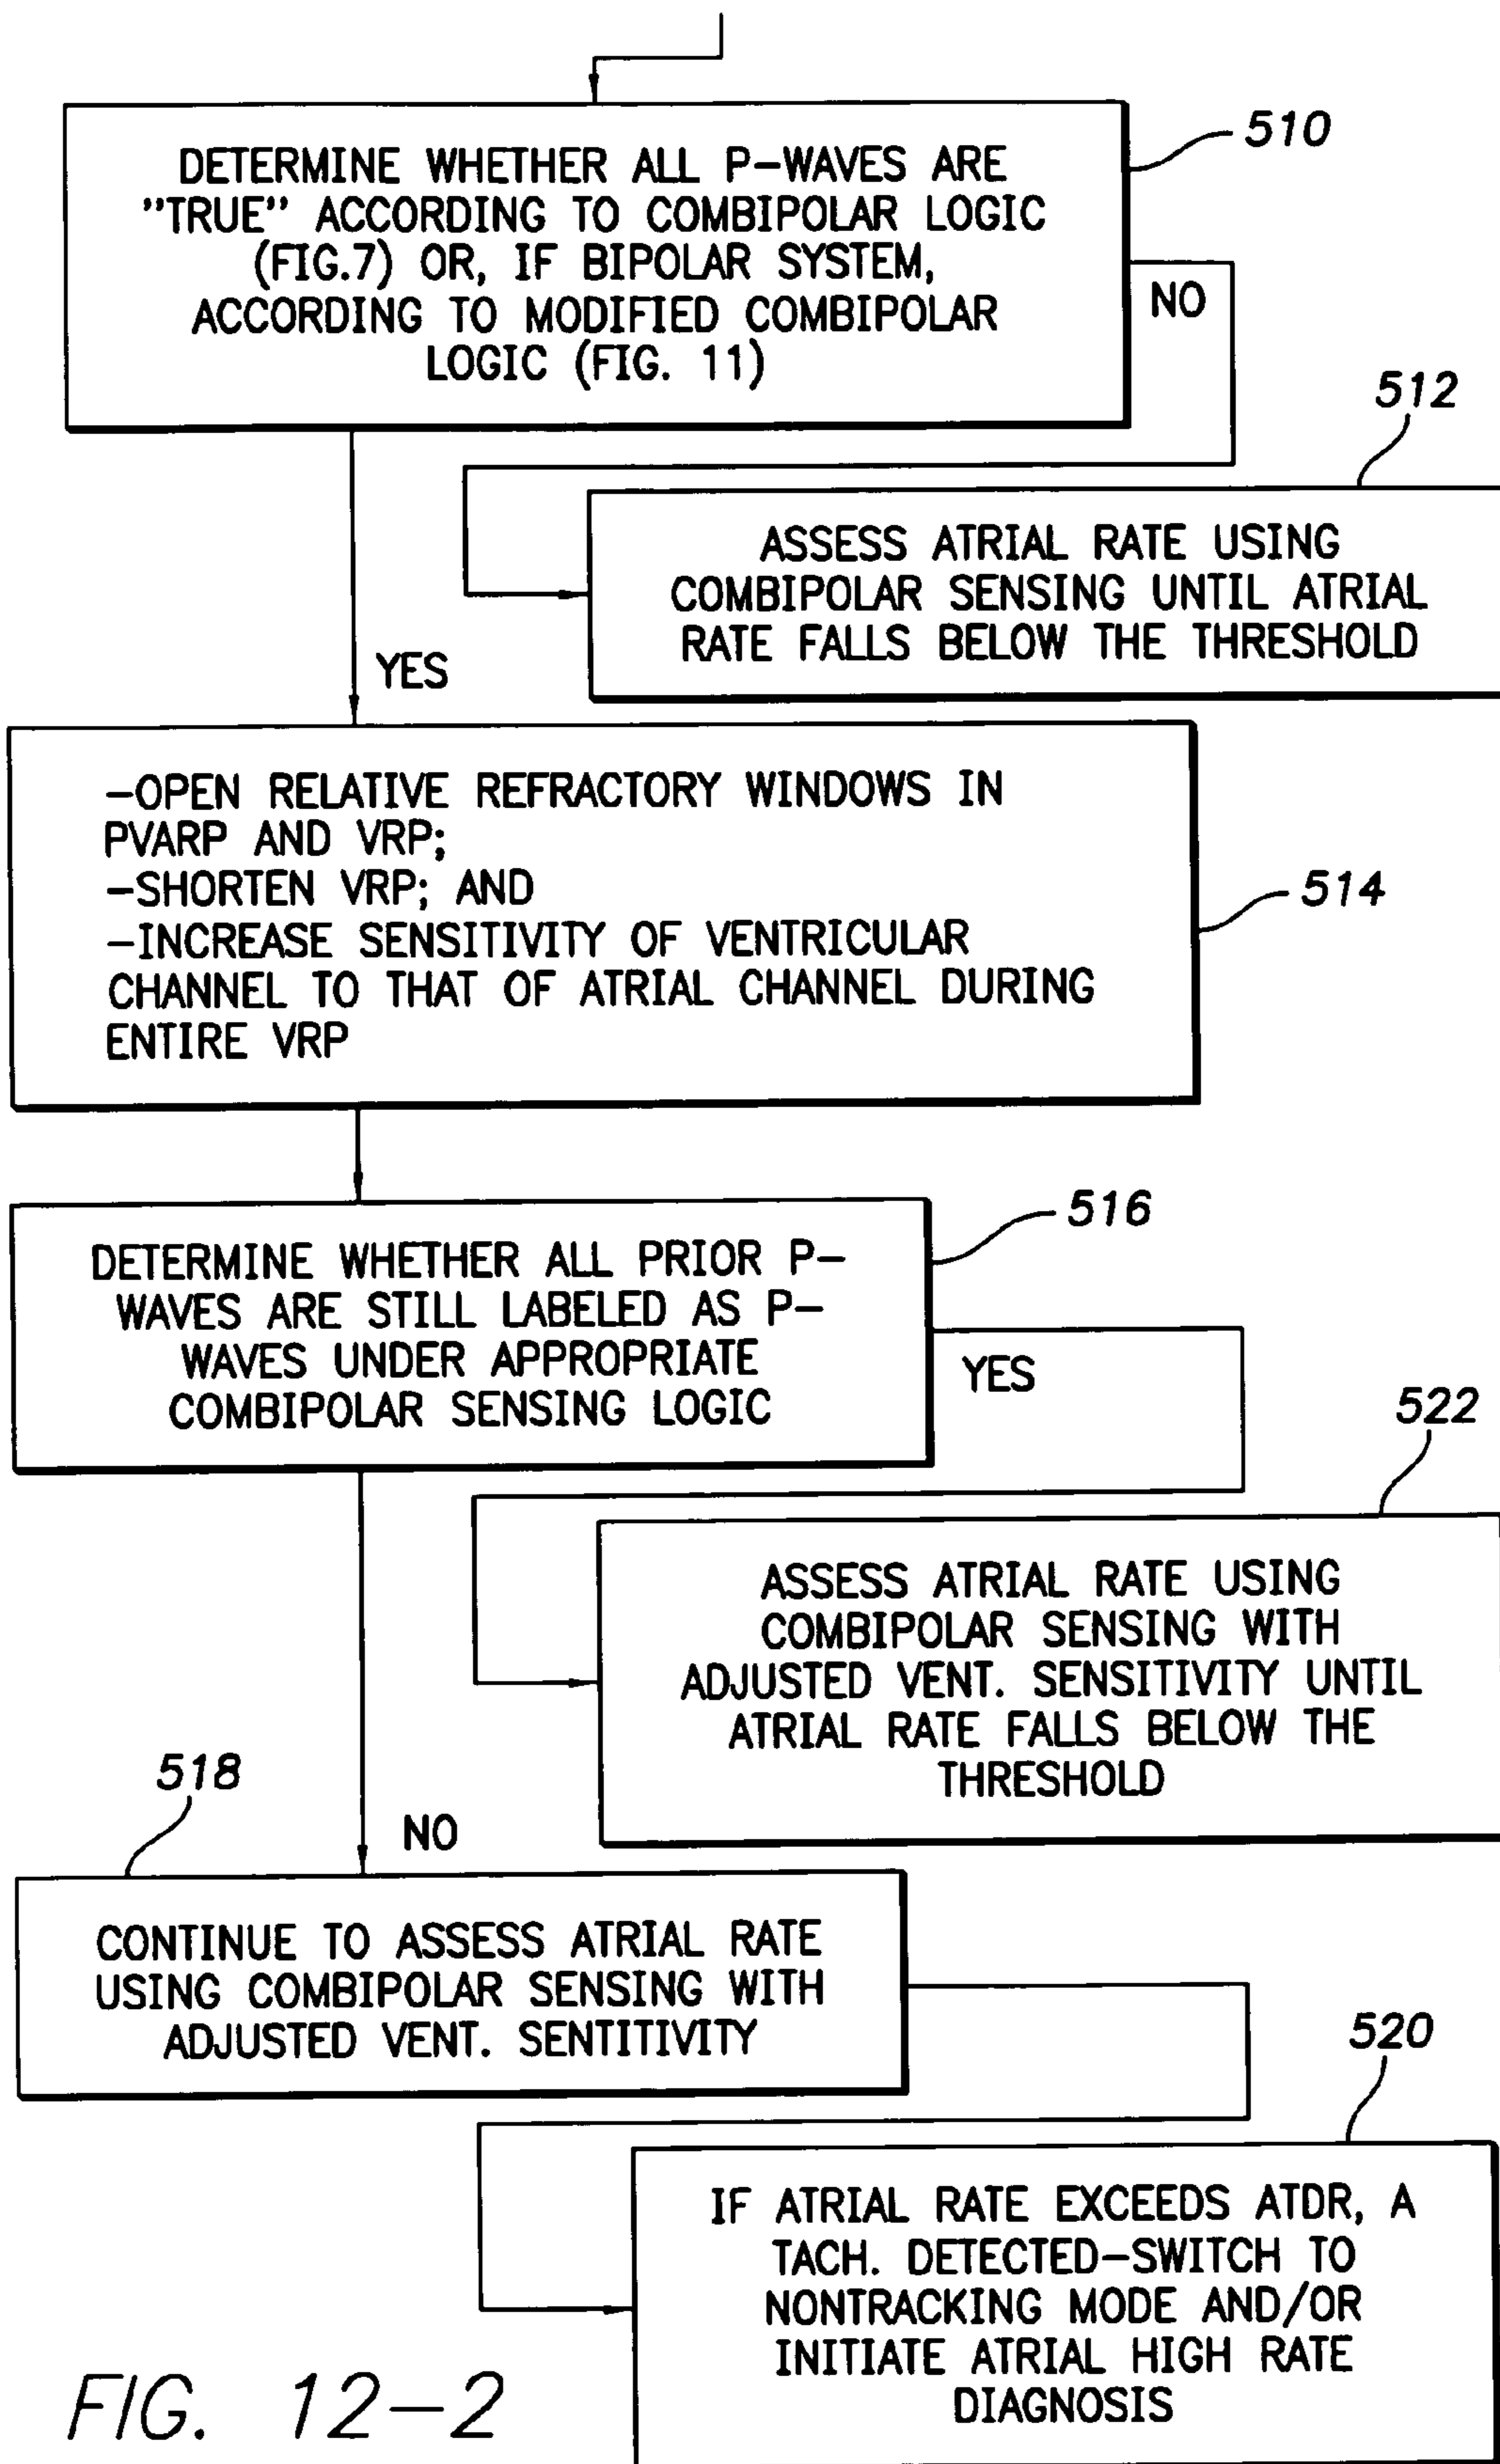 DETERMINE WHETHER ALL P-WAVES ARE
"TRUE" ACCORDING TO COMBIPOLAR LOGIC
(FIG.7) OR, IF BIPOLAR SYSTEM,
ACCORDING TO MODIFIED COMBIPOLAR
LOGIC (FIG. 11)
510
NO
512
ASSESS ATRIAL RATE USING
COMBIPOLAR SENSING UNTIL ATRIAL
RATE FALLS BELOW THE THRESHOLD
YES
-OPEN RELATIVE REFRACTORY WINDOWS IN
PVARP AND VRP;
-SHORTEN VRP; AND
-INCREASE SENSITIVITY OF VENTRICULAR
CHANNEL TO THAT OF ATRIAL CHANNEL DURING
ENTIRE VRP
514
516
DETERMINE WHETHER ALL PRIOR P-
WAVES ARE STILL LABELED AS P-
WAVES UNDER APPROPRIATE
COMBIPOLAR SENSING LOGIC
YES
522
ASSESS ATRIAL RATE USING
COMBIPOLAR SENSING WITH
ADJUSTED VENT. SENSITIVITY UNTIL
ATRIAL RATE FALLS BELOW THE
THRESHOLD
518
NO
CONTINUE TO ASSESS ATRIAL RATE
USING COMBIPOLAR SENSING WITH
ADJUSTED VENT. SENTITIVITY
520
IF ATRIAL RATE EXCEEDS ATDR, A
TACH. DETECTED-SWITCH TO
NONTRACKING MODE AND/OR
INITIATE ATRIAL HIGH RATE
DIAGNOSIS
FIG. 12-2